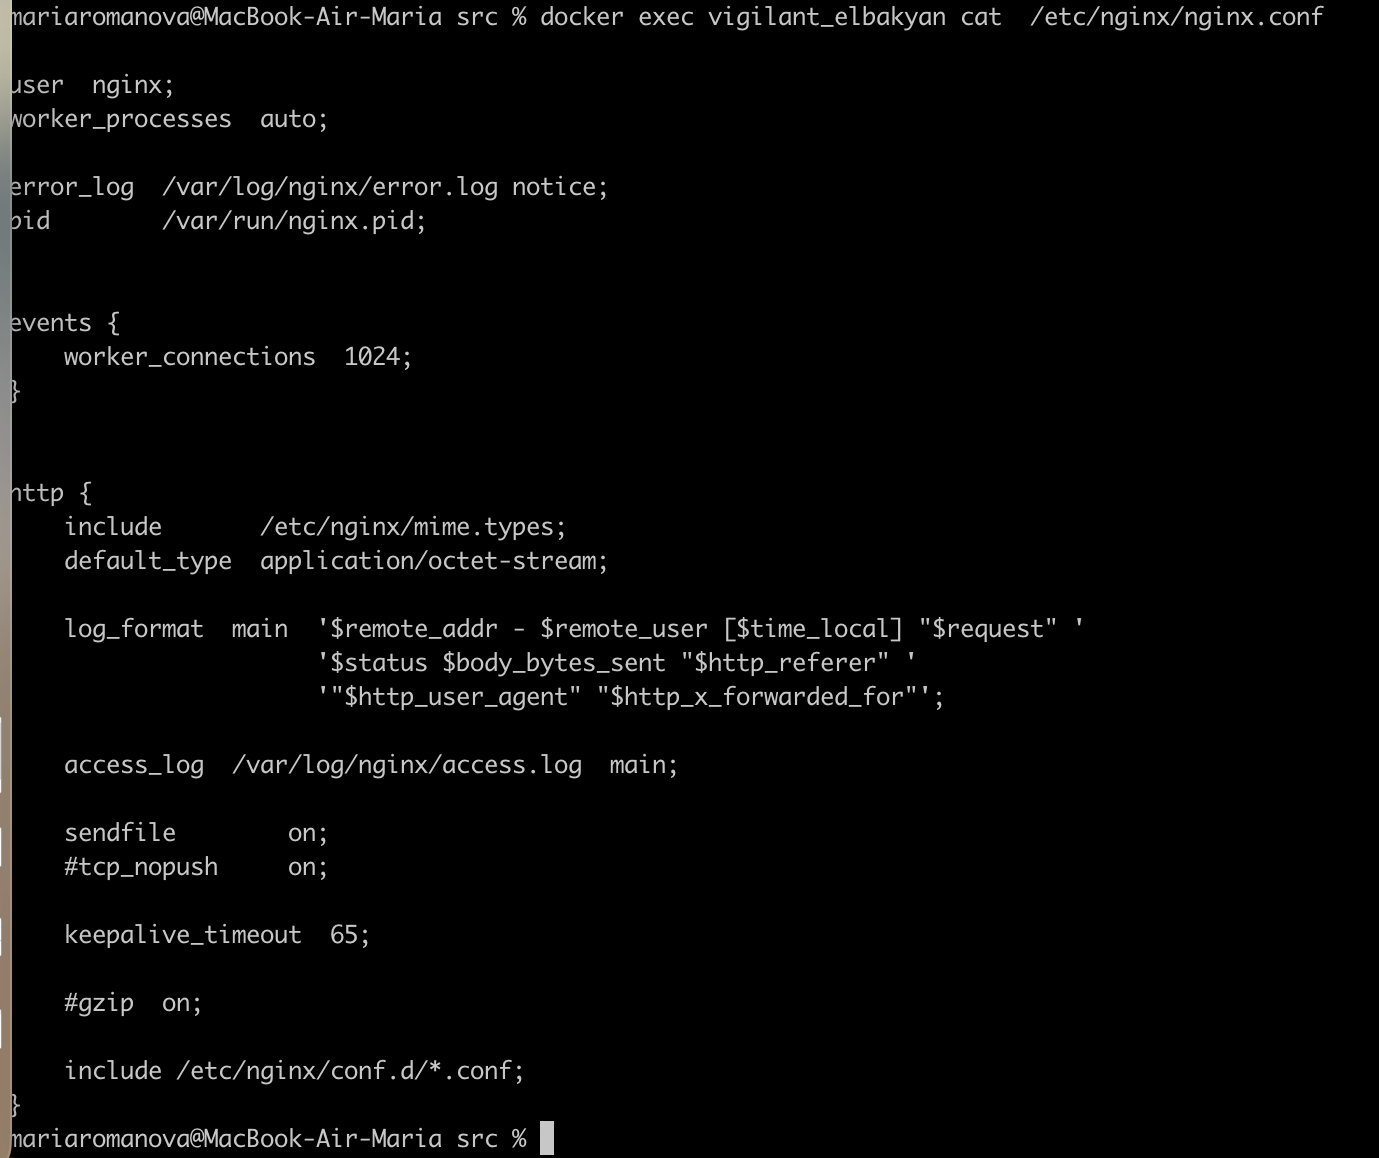 mariaromanova@MacBook-Air-Maria src % docker exec vigilant_elbakyan cat  /etc/nginx/nginx.conf
user  nginx;
worker_processes  auto;
error_log  /var/log/nginx/error.log notice;
pid        /var/run/nginx.pid;
events {
    worker_connections  1024;
}
http {
    include       /etc/nginx/mime.types;
    default_type  application/octet-stream;
    log_format  main  '$remote_addr - $remote_user [$time_local] "$request" '
                      '$status $body_bytes_sent "$http_referer" '
                      '"$http_user_agent" "$http_x_forwarded_for"';
    access_log  /var/log/nginx/access.log  main;
    sendfile        on;
    #tcp_nopush     on;
    keepalive_timeout  65;
    #gzip  on;
    include /etc/nginx/conf.d/*.conf;
}
mariaromanova@MacBook-Air-Maria src %